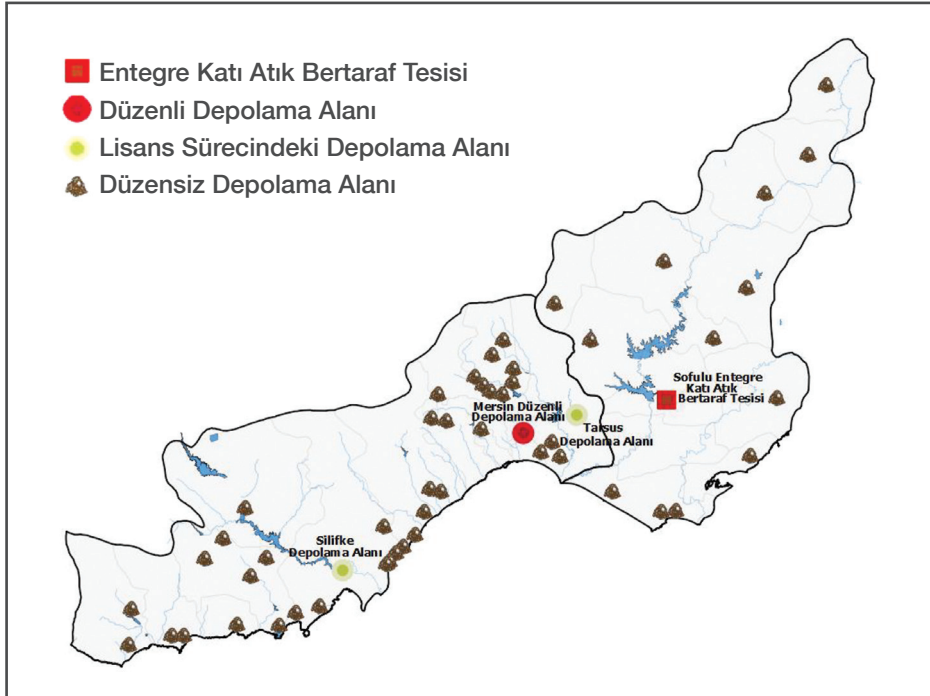 Entegre Katı Atık Bertaraf Tesisi
Düzenli Depolama Alanı
Lisans Sürecindeki Depolama Alanı
Düzensiz Depolama Alanı
Sofulu Entegre
Katı Atık
Bertaraf Tesisi
Mersin Düzenli
Depolama Alanı
Tarsus
Depolama Alanı
Silifke
Depolama Alanı